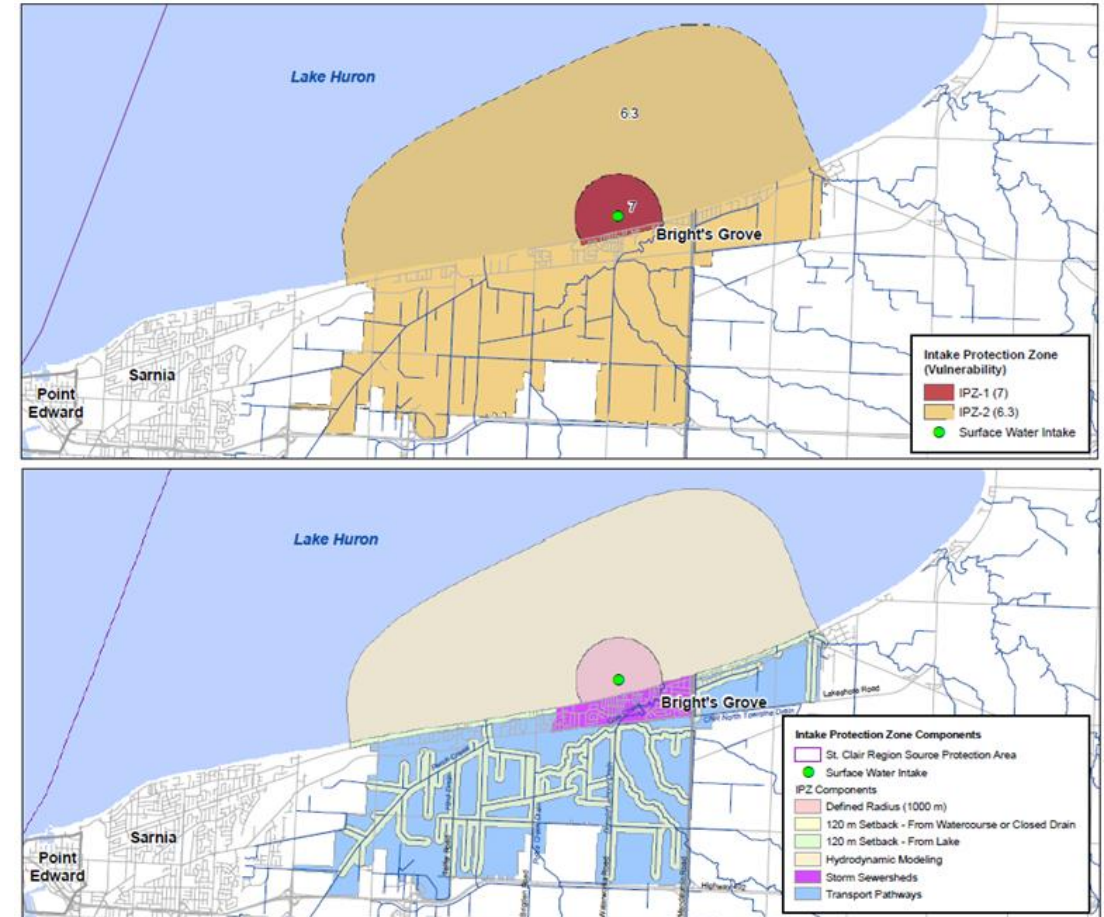 Lake Huron
6.3
7
Bright's Grove
Sarnia
Point
Edward
Intake Protection Zone
(Vulnerability)
IPZ-1 (7)
IPZ-2 (6.3)
Surface Water Intake
Lake Huron
Bright's Grove
Lakeshore Road
Sarnia
Point
Edward
Intake Protection Zone Components
St. Clair Region Source Protection Area
Surface Water Intake
IPZ Components
Defined Radius (1000 m)
120 m Setback - From Watercourse or Closed Drain
120 m Setback - From Lake
Hydrodynamic Modeling
Storm Sewersheds
Transport Pathways